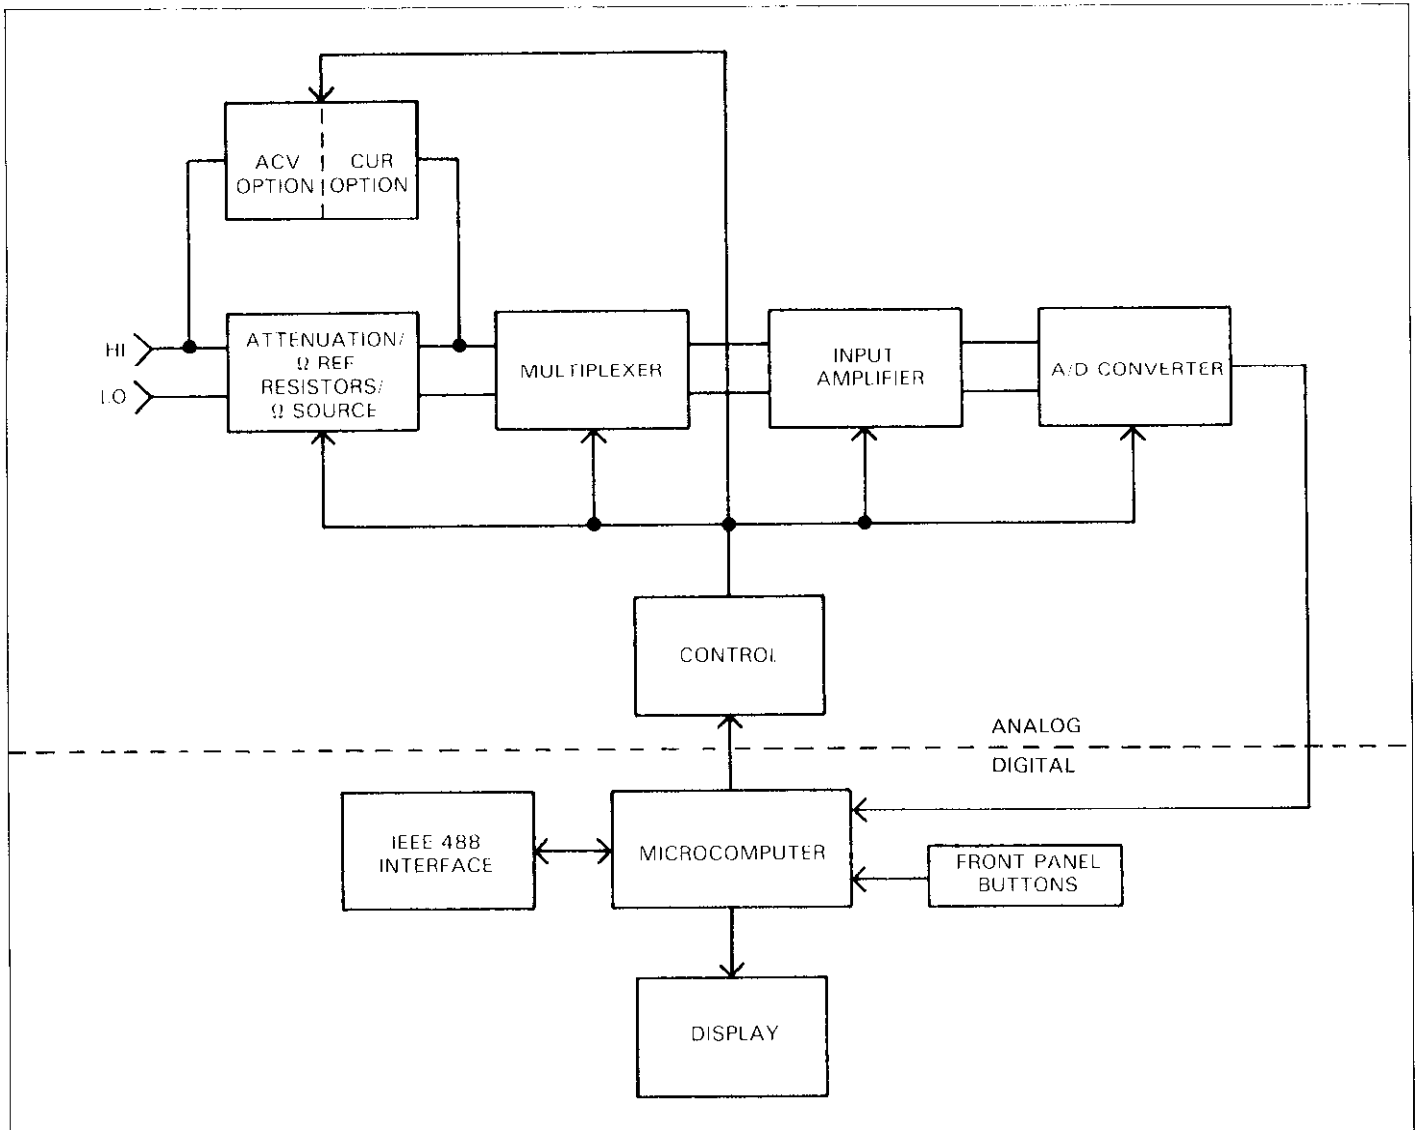 ACV
OPTION
CUR
OPTION
HI
LO
ATTENUATION/
Ω REF
RESISTORS/
Ω SOURCE
MULTIPLEXER
INPUT
AMPLIFIER
A/D CONVERTER
CONTROL
ANALOG
DIGITAL
IEEE 488
INTERFACE
MICROCOMPUTER
FRONT PANEL
BUTTONS
DISPLAY